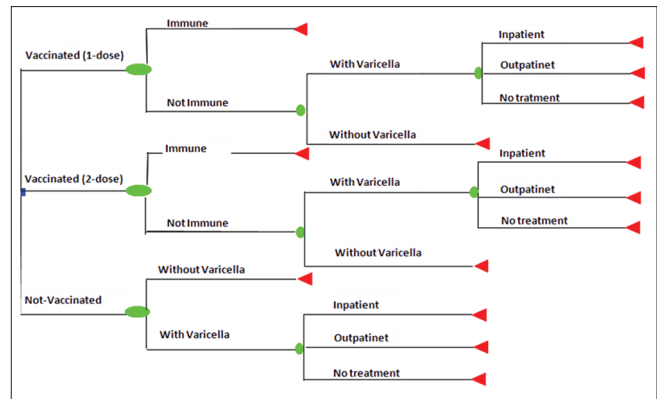 Immune
Inpatient
Vaccinated (1-dose)
With Varicella
Outpatinet
Not Immune
No tratment
Without Varicella
Immune
Inpatient
Vaccinated (2-dose)
With Varicella
Outpatinet
Not Immune
No treatment
Without Varicella
Without Varicella
Not-Vaccinated
Inpatient
With Varicella
Outpatinet
No treatment